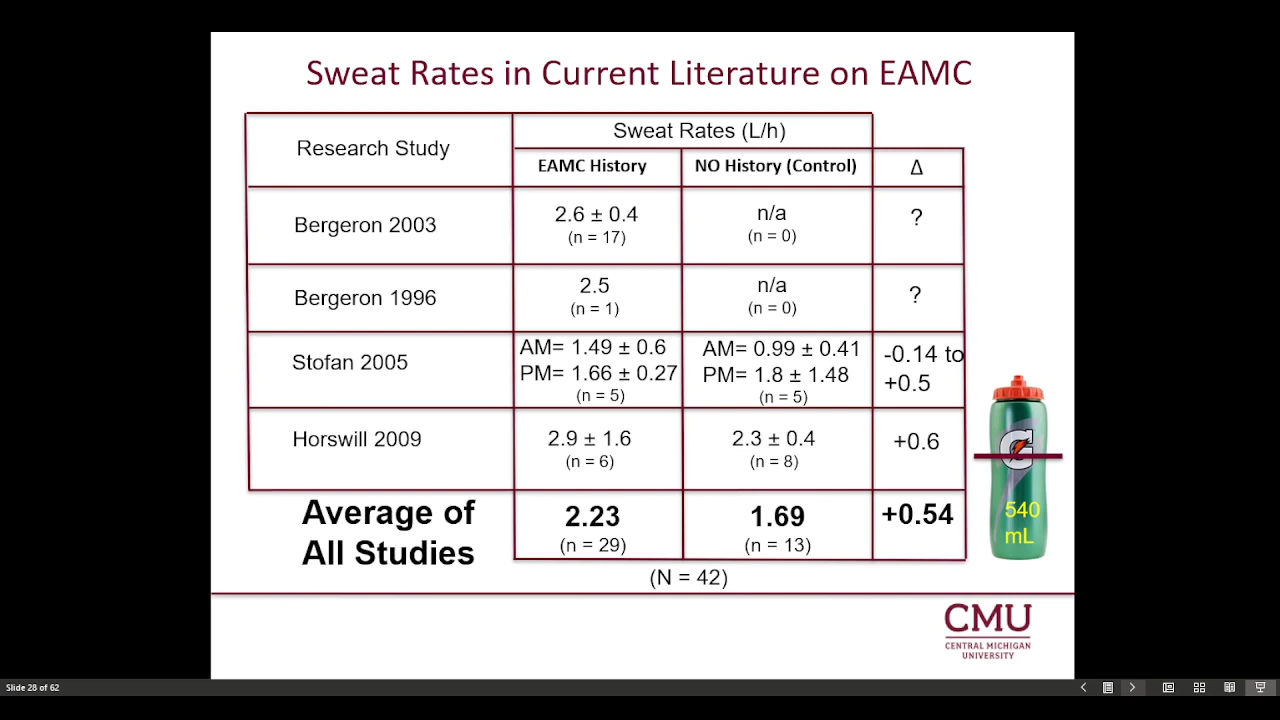 Sweat Rates in Current Literature on EAMC
Research Study
Sweat Rates (L/h)
EAMC History
NO History (Control)
Δ
Bergeron 2003
2.6 ± 0.4
(n = 17)
n/a
(n = 0)
?
Bergeron 1996
2.5
(n = 1)
n/a
(n = 0)
?
Stofan 2005
AM= 1.49 ± 0.6
PM= 1.66 ± 0.27
(n = 5)
AM= 0.99 ± 0.41
PM= 1.8 ± 1.48
(n = 5)
-0.14 to
+0.5
Horswill 2009
2.9 ± 1.6
(n = 6)
2.3 ± 0.4
(n = 8)
+0.6
G
540
mL
Average of
All Studies
2.23
(n = 29)
1.69
(n = 13)
+0.54
(N = 42)
CMU
CENTRAL MICHIGAN
UNIVERSITY
Slide 28 of 62